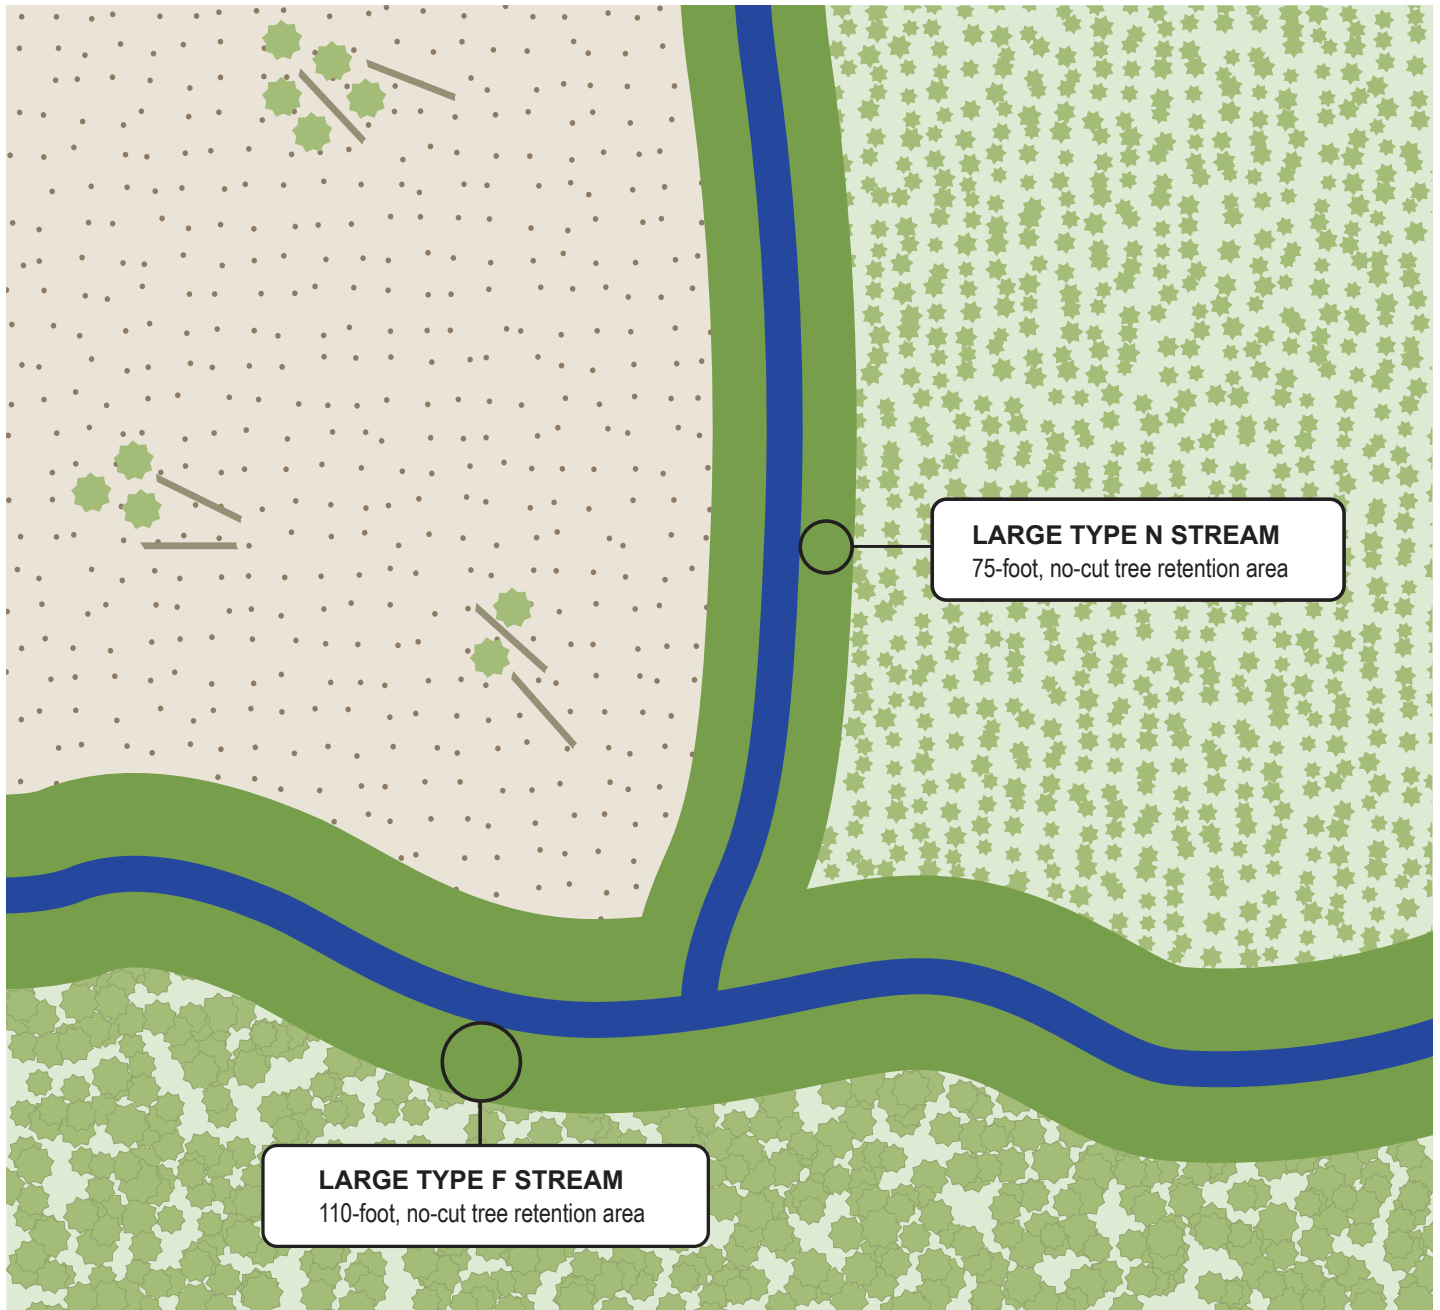 LARGE TYPE N STREAM
75-foot, no-cut tree retention area
LARGE TYPE F STREAM
110-foot, no-cut tree retention area